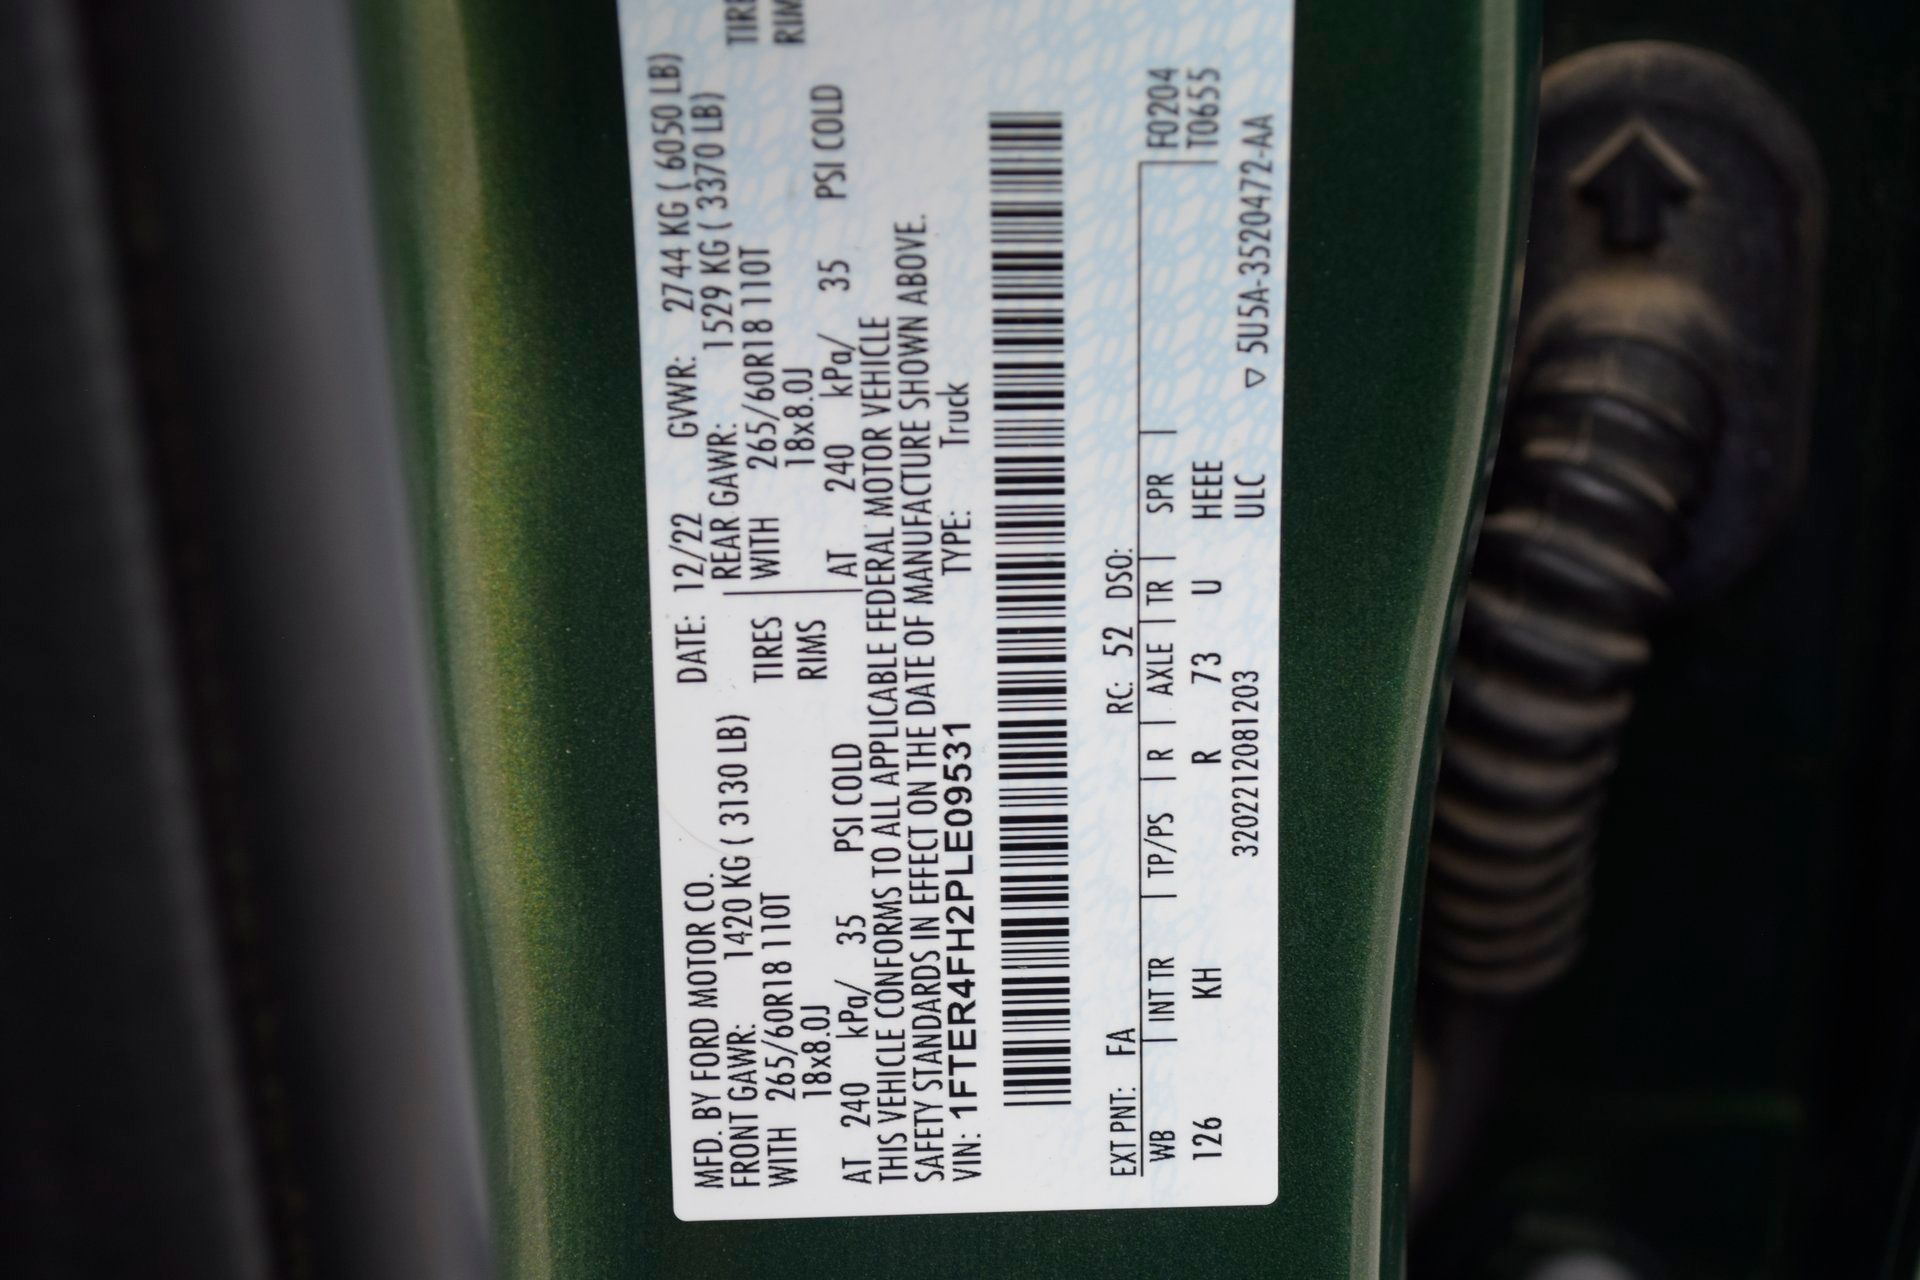 MFD. BY FORD MOTOR CO. DATE: 12/22 GVWR: 2744 KG ( 6050 LB)
FRONT GAWR: 1420 KG ( 3130 LB) REAR GAWR: 1529 KG ( 3370 LB)
WITH 265/60R18 110T TIRES WITH 265/60R18 110T TIRE
18x8.0J RIMS 18x8.0J RIM
AT 240 kPa/ 35 PSI COLD AT 240 kPa/ 35 PSI COLD
THIS VEHICLE CONFORMS TO ALL APPLICABLE FEDERAL MOTOR VEHICLE
SAFETY STANDARDS IN EFFECT ON THE DATE OF MANUFACTURE SHOWN ABOVE.
VIN: 1FTER4FH2PLE09531 TYPE: Truck
EXT PNT: FA RC: 52 DSO:
WB INT TR TP/PS R AXLE TR SPR F0204
126 KH R 73 U HEEE T0655
3202212081203 ULC
▽ 5U5A-3520472-AA